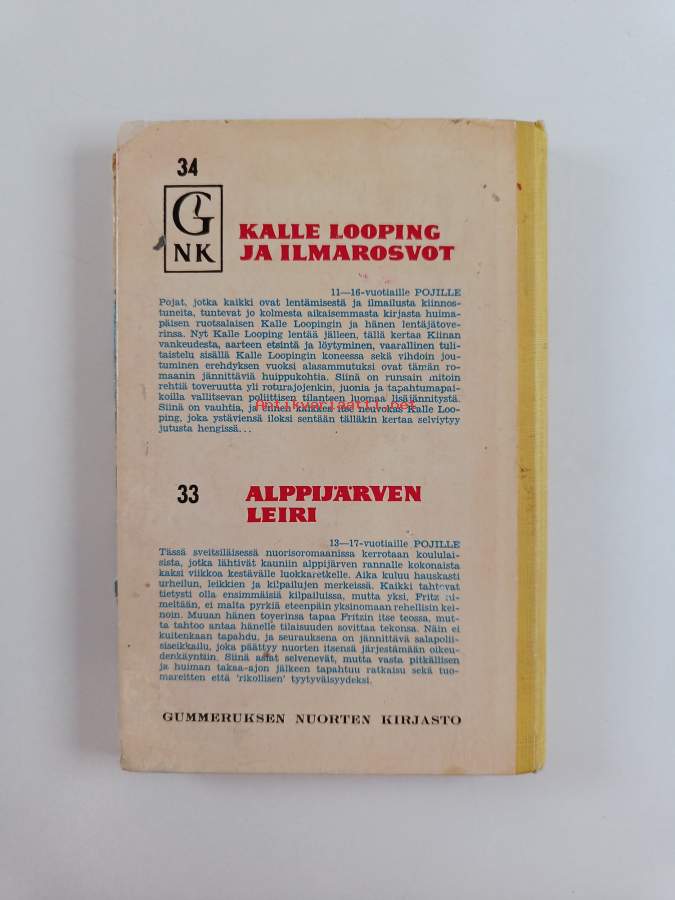 34
G
NK
KALLE LOOPING
JA ILMAROSVOT
11—16-vuotiaille POJILLE
Pojat, jotka kaikki ovat lentämisestä ja ilmailusta kiinnos-
tuneita, tuntevat jo kolmesta aikaisemmasta kirjasta huima-
päisen ruotsalaisen Kalle Loopingin ja hänen lentäjätove-
rinsa. Nyt Kalle Looping lentää jälleen, tällä kertaa Kiinan
vankeudesta, aarteen etsintä ja löytyminen, vaarallinen tuli-
taistelu sisällä Kalle Loopingin koneessa sekä vihdoin jou-
tuminen erehdyksen vuoksi alasammutuksi ovat tämän ro-
maanin jännittäviä huippukohtia. Siinä on runsain mitoin
rehtiä toveruutta yli roturajojenkin, juonia ja tapahtumapai-
koilla vallitsevan poliittisen tilanteen luomaa lisäjännitystä.
Siinä on vauhtia, ja ennen kaikkea itse neuvokas Kalle Loo-
ping, joka ystäviensä iloksi sentään tälläkin kertaa selviytyy
jutusta hengissä...
Antikvariaatti.net
33
ALPPIJÄRVEN
LEIRI
13—17-vuotiaille POJILLE
Tässä sveitsiläisessä nuorisoromaanissa kerrotaan koululai-
sista, jotka lähtivät kauniin alppijärven rannalle kokonaista
kaksi viikkoa kestävälle luokkaretkelle. Aika kuluu hauskasti
urheilun, leikkien ja kilpailujen merkeissä. Kaikki tahtovat
tietysti olla ensimmäisiä kilpailuissa, mutta yksi, Fritz ni-
meltään, ei malta pyrkiä eteenpäin yksinomaan rehellisin kei-
noin. Muuan hänen toverinsa tapaa Fritzin itse teossa, mut-
ta tahtoo antaa hänelle tilaisuuden sovittaa tekonsa. Näin ei
kuitenkaan tapahdu, ja seurauksena on jännittävä salapolii-
siseikkailu, joka päättyy nuorten itsensä järjestämään oikeu-
denkäyntiin. Siinä asiat selvenevät, mutta vasta pitkällisen
ja huiman takaa-ajon jälkeen tapahtuu ratkaisu sekä tuo-
mareitten että 'rikollisen' tyytyväisyydeksi.
GUMMERUKSEN NUORTEN KIRJASTO